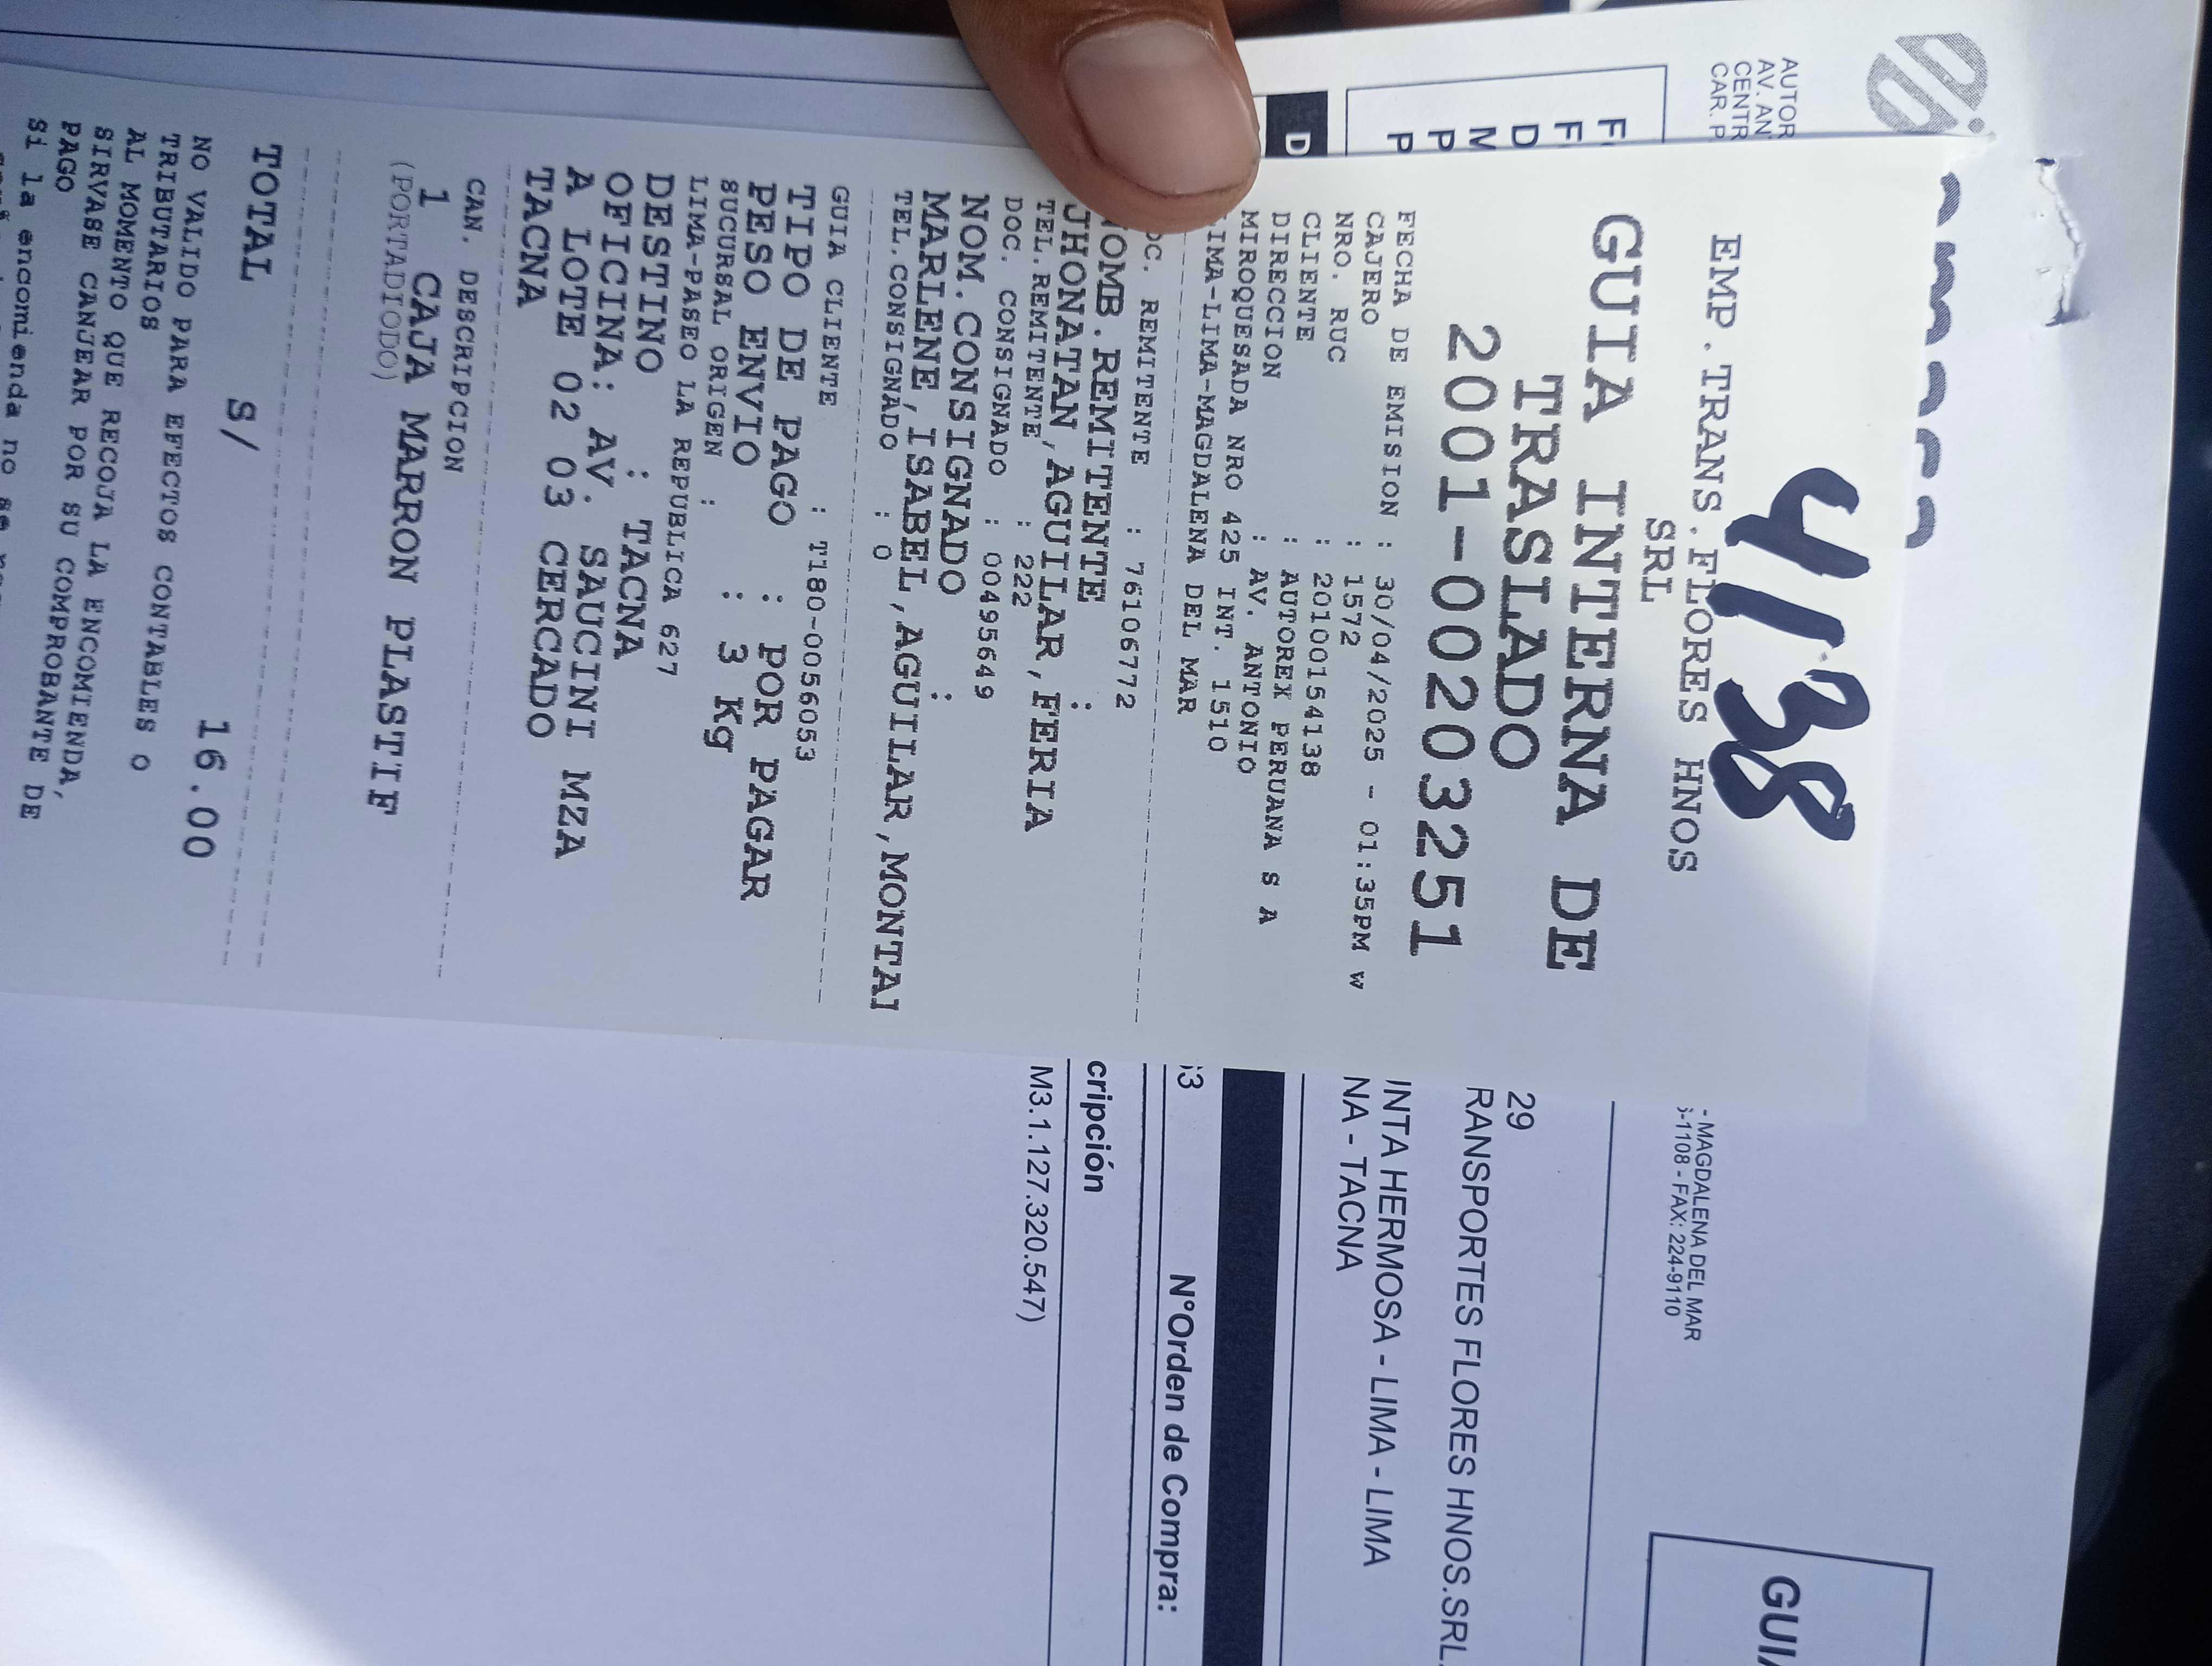 4138
EMP.TRANS.FLORES HNOS
SRL
GUIA INTERNA DE
TRASLADO
2001-00203251
FECHA DE EMISION : 30/04/2025 - 01:35PM w
CAJERO : 1572
NRO. RUC : 20100154138
CLIENTE : AUTOREX PERUANA S A
DIRECCION : AV. ANTONIO
MIROQUESADA NRO 425 INT. 1510
LIMA-LIMA-MAGDALENA DEL MAR
DOC. REMITENTE : 76106772
NOMB.REMITENTE :
JHONATAN,AGUILAR,FERIA
TEL.REMITENTE : 222
DOC. CONSIGNADO : 00495649
NOM.CONSIGNADO :
MARLENE,ISABEL,AGUILAR,MONTAI
TEL.CONSIGNADO : 0
GUIA CLIENTE : T180-0056053
TIPO DE PAGO : POR PAGAR
PESO ENVIO : 3 Kg
SUCURSAL ORIGEN :
LIMA-PASEO LA REPUBLICA 627
DESTINO : TACNA
OFICINA: AV. SAUCINI MZA
A LOTE 02 03 CERCADO
TACNA
CAN. DESCRIPCION
1 CAJA MARRON PLASTIF
(PORTADIODO)
TOTAL S/ 16.00
NO VALIDO PARA EFECTOS CONTABLES O
TRIBUTARIOS
AL MOMENTO QUE RECOJA LA ENCOMIENDA,
SIRVASE CANJEAR POR SU COMPROBANTE DE
PAGO
Si la encomienda no se
AUTOR
AV. AN
CENTR
CAR. P
- MAGDALENA DEL MAR
-1108 - FAX: 224-9110
GUIA
29
RANSPORTES FLORES HNOS.SRL.
INTA HERMOSA - LIMA - LIMA
NA - TACNA
D
63
N°Orden de Compra:
cripción
M3.1.127.320.547)